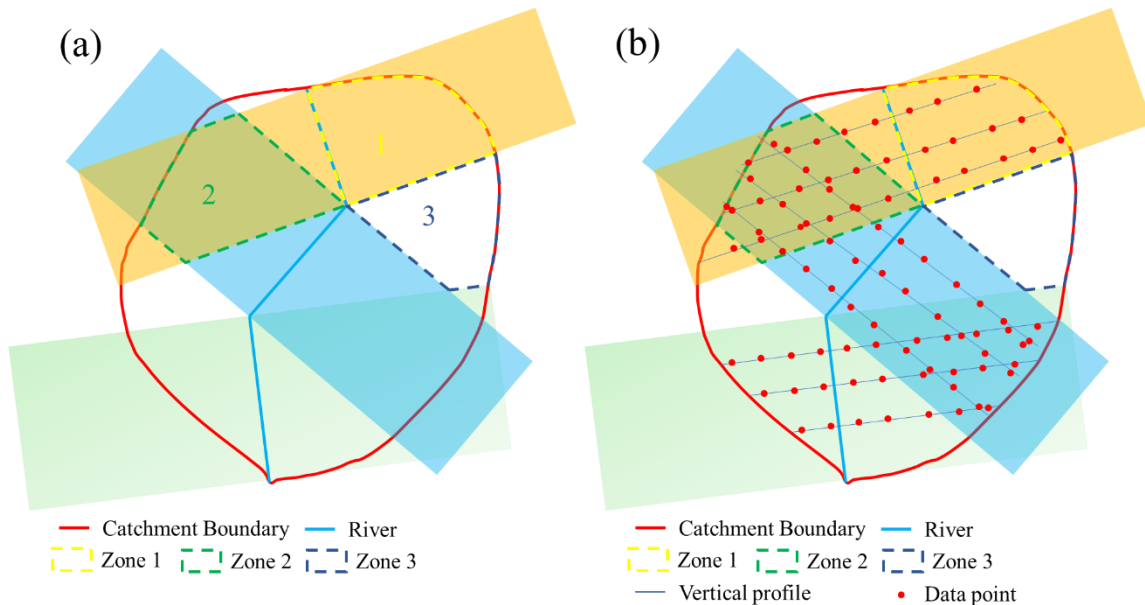 (a)
(b)
1
2
3
Catchment Boundary
River
Zone 1
Zone 2
Zone 3
Catchment Boundary
River
Zone 1
Zone 2
Zone 3
Vertical profile
Data point